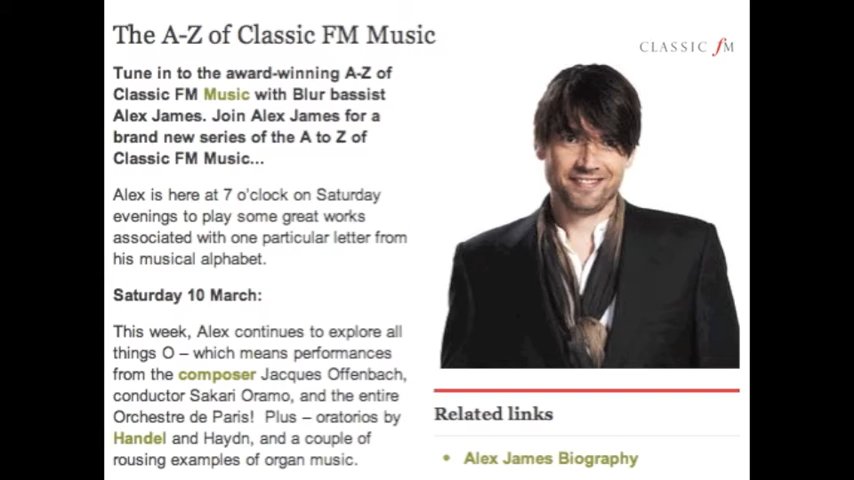 The A-Z of Classic FM Music
CLASSIC fM
Tune in to the award-winning A-Z of
Classic FM Music with Blur bassist
Alex James. Join Alex James for a
brand new series of the A to Z of
Classic FM Music...
Alex is here at 7 o'clock on Saturday
evenings to play some great works
associated with one particular letter from
his musical alphabet.
Saturday 10 March:
This week, Alex continues to explore all
things O – which means performances
from the composer Jacques Offenbach,
conductor Sakari Oramo, and the entire
Orchestre de Paris! Plus – oratorios by
Handel and Haydn, and a couple of
rousing examples of organ music.
Related links
• Alex James Biography